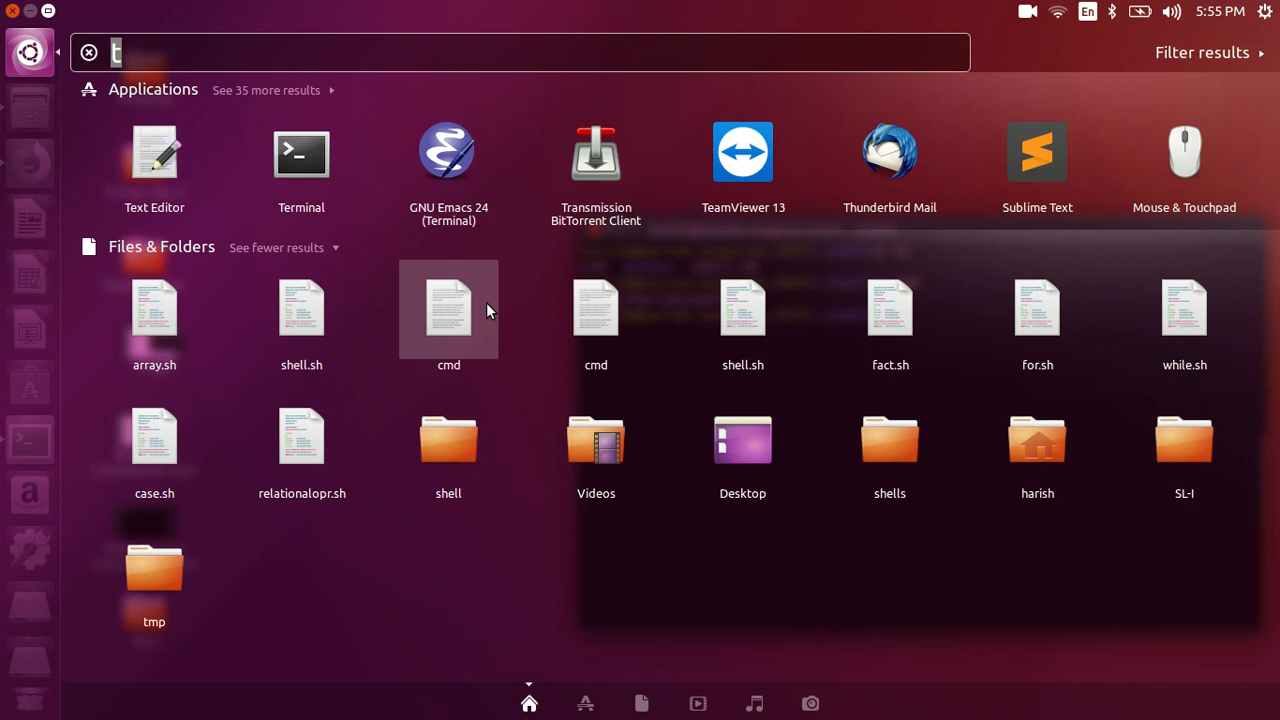 En 5:55 PM
t
Filter results
Applications See 35 more results
Text Editor
Terminal
GNU Emacs 24
(Terminal)
Transmission
BitTorrent Client
TeamViewer 13
Thunderbird Mail
Sublime Text
Mouse & Touchpad
Files & Folders See fewer results
array.sh
shell.sh
cmd
cmd
shell.sh
fact.sh
for.sh
while.sh
case.sh
relationalopr.sh
shell
Videos
Desktop
shells
harish
SL-I
tmp